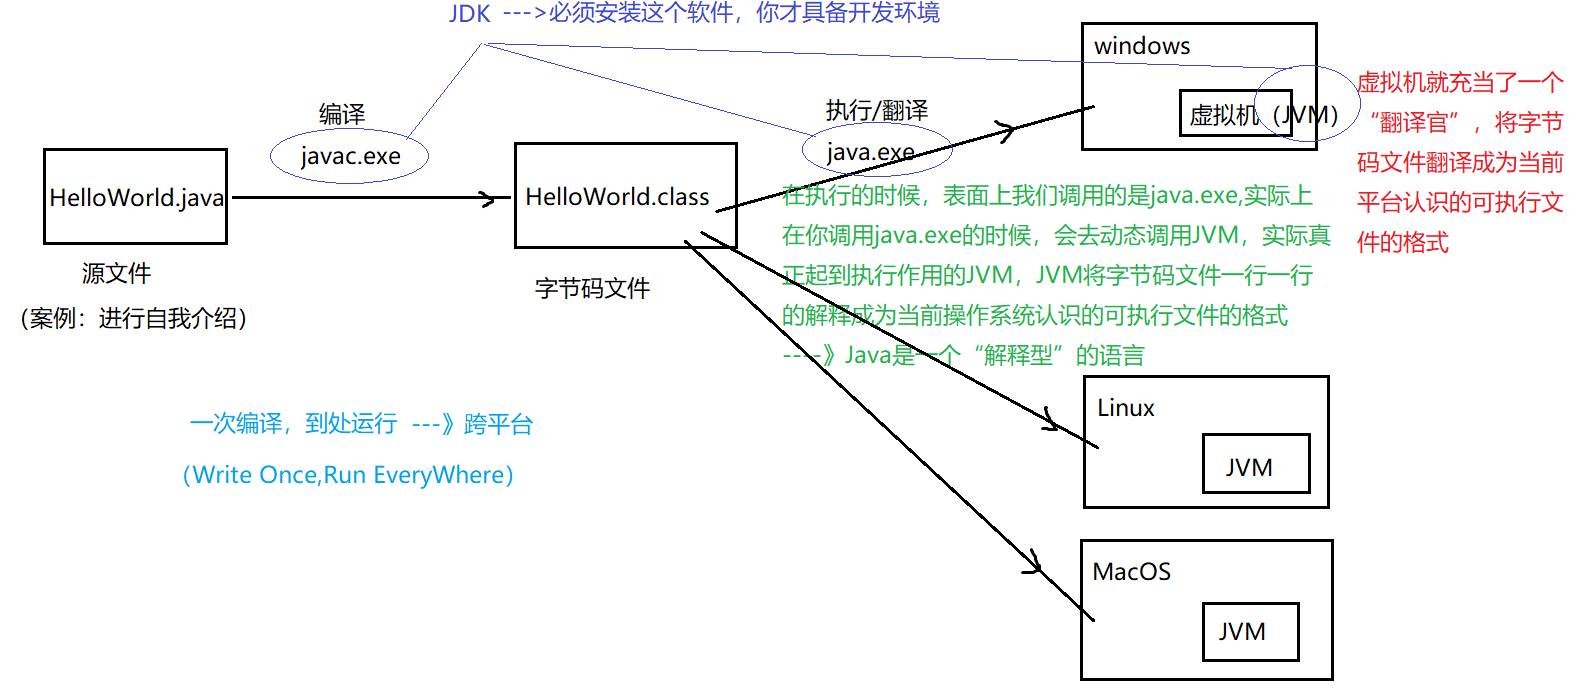 JDK --->必须安装这个软件，你才具备开发环境
windows
虚拟机（JVM）
虚拟机就充当了一个
“翻译官”，将字节
码文件翻译成为当前
平台认识的可执行文
件的格式
编译
javac.exe
执行/翻译
java.exe
HelloWorld.java
HelloWorld.class
源文件
（案例：进行自我介绍）
字节码文件
在执行的时候，表面上我们调用的是java.exe,实际上
在你调用java.exe的时候，会去动态调用JVM，实际真
正起到执行作用的JVM，JVM将字节码文件一行一行
的解释成为当前操作系统认识的可执行文件的格式
----》Java是一个“解释型”的语言
一次编译，到处运行 ---》跨平台
（Write Once,Run EveryWhere）
Linux
JVM
MacOS
JVM